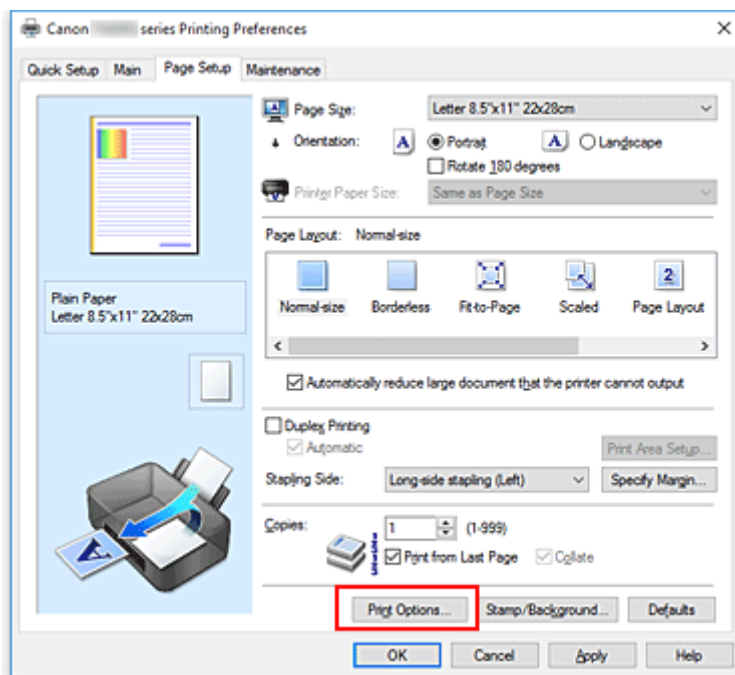 Canon series Printing Preferences
Quick Setup Main Page Setup Maintenance
Page Size: Letter 8.5"x11" 22x28cm
Orientation: A Portrait A Landscape
Rotate 180 degrees
Printer Paper Size: Same as Page Size
Page Layout: Normal-size
2
Normal-size Borderless Fit-to-Page Scaled Page Layout
Automatically reduce large document that the printer cannot output
Plain Paper
Letter 8.5"x11" 22x28cm
Duplex Printing
Automatic Print Area Setup...
Stapling Side: Long-side stapling (Left) Specify Margin...
Copies: 1 (1-999)
Print from Last Page Collate
A
Print Options... Stamp/Background... Defaults
OK Cancel Apply Help